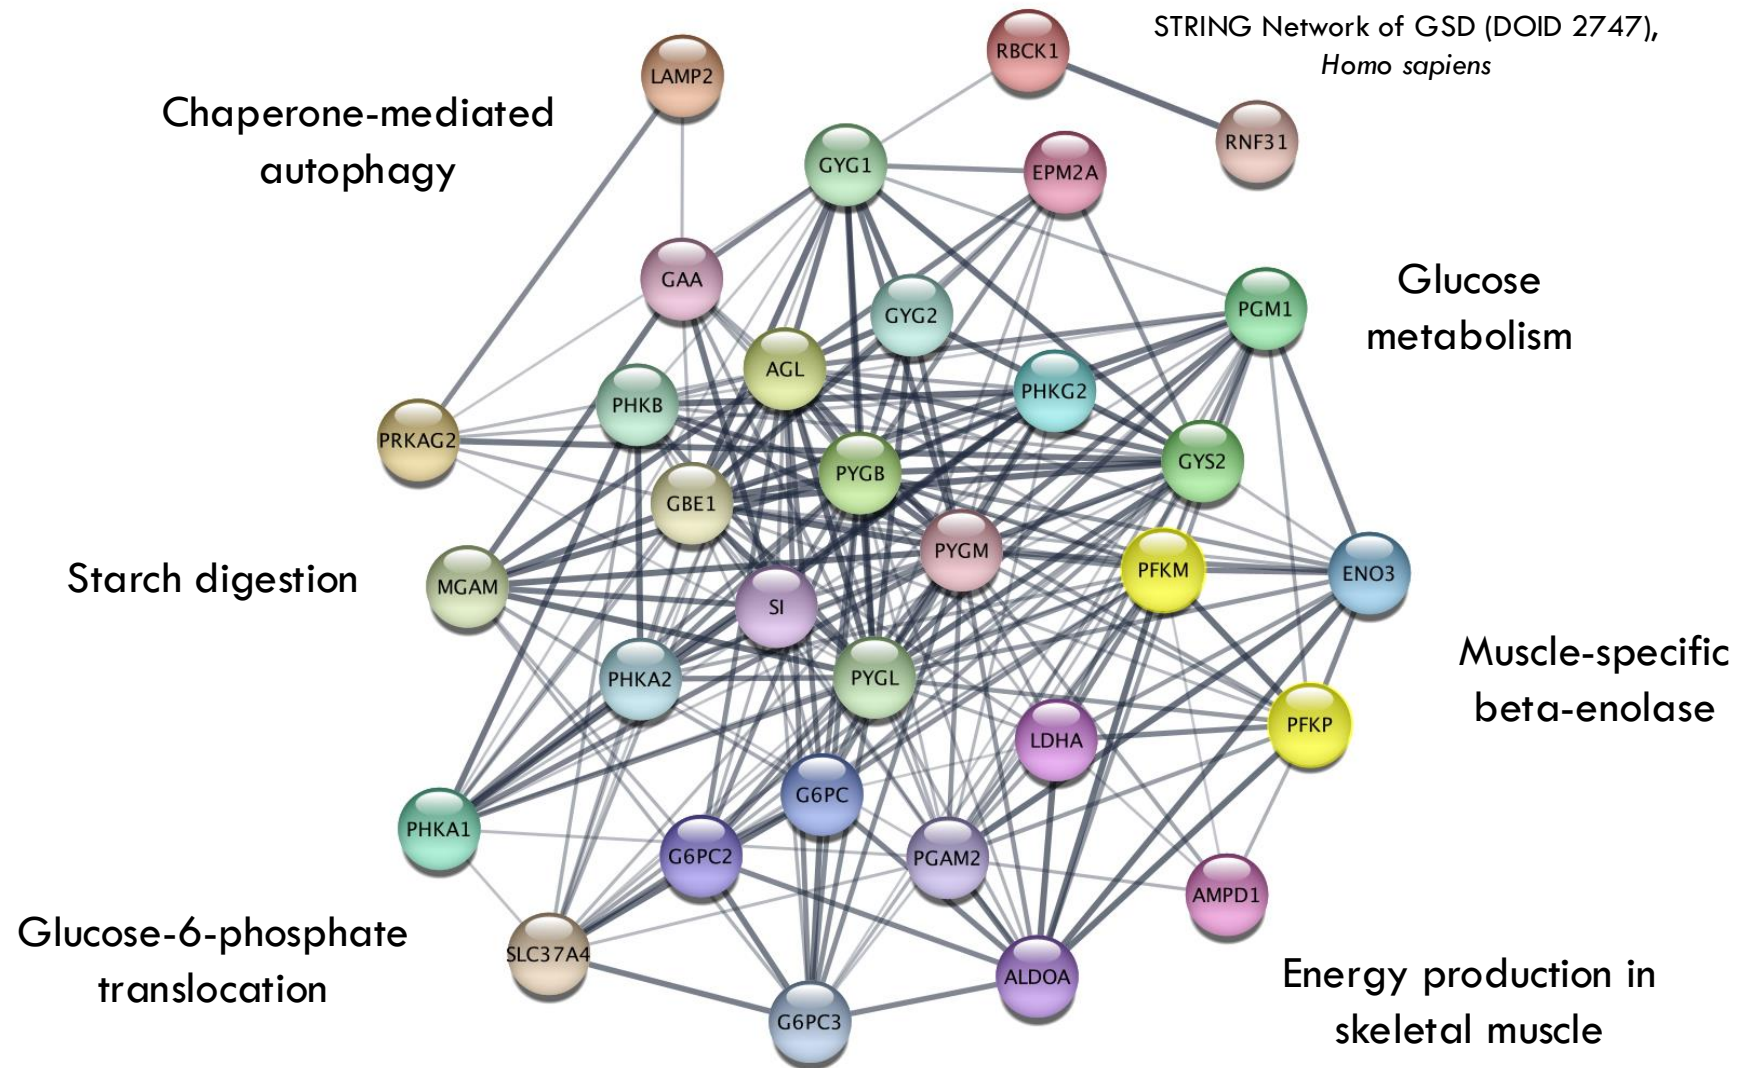 STRING Network of GSD (DOID 2747),
Homo sapiens
RBCK1
LAMP2
Chaperone-mediated
autophagy
RNF31
GYG1
EPM2A
GAA
Glucose
metabolism
PGM1
GYG2
AGL
PHKG2
PHKB
PRKAG2
GYS2
PYGB
GBE1
PYGM
PFKM
ENO3
Starch digestion
MGAM
SI
PHKA2
PYGL
Muscle-specific
beta-enolase
PFKP
LDHA
G6PC
PHKA1
G6PC2
PGAM2
AMPD1
Glucose-6-phosphate
translocation
SLC37A4
ALDOA
Energy production in
skeletal muscle
G6PC3